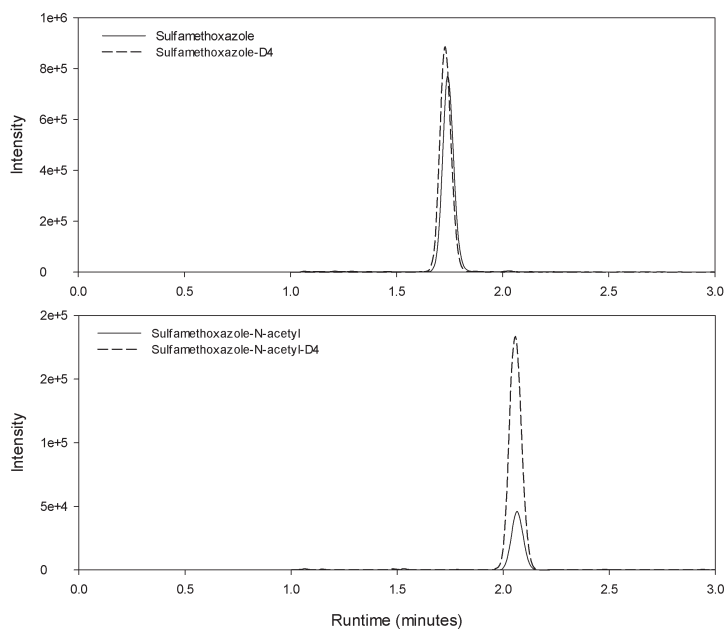 1e+6
Sulfamethoxazole
Sulfamethoxazole-D4
8e+5
6e+5
Intensity
4e+5
2e+5
0
0.0 0.5 1.0 1.5 2.0 2.5 3.0
2e+5
Sulfamethoxazole-N-acetyl
Sulfamethoxazole-N-acetyl-D4
2e+5
Intensity
1e+5
5e+4
0
0.0 0.5 1.0 1.5 2.0 2.5 3.0
Runtime (minutes)